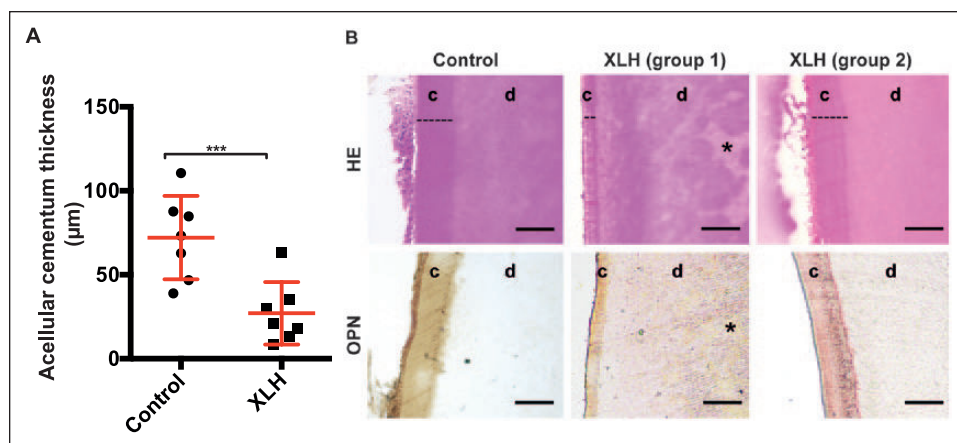 A
Acellular cementum thickness
(µm)
150
100
50
0
***
Control
XLH
B
Control
XLH (group 1)
XLH (group 2)
HE
c
d
c
d
*
c
d
OPN
c
d
c
d
*
c
d